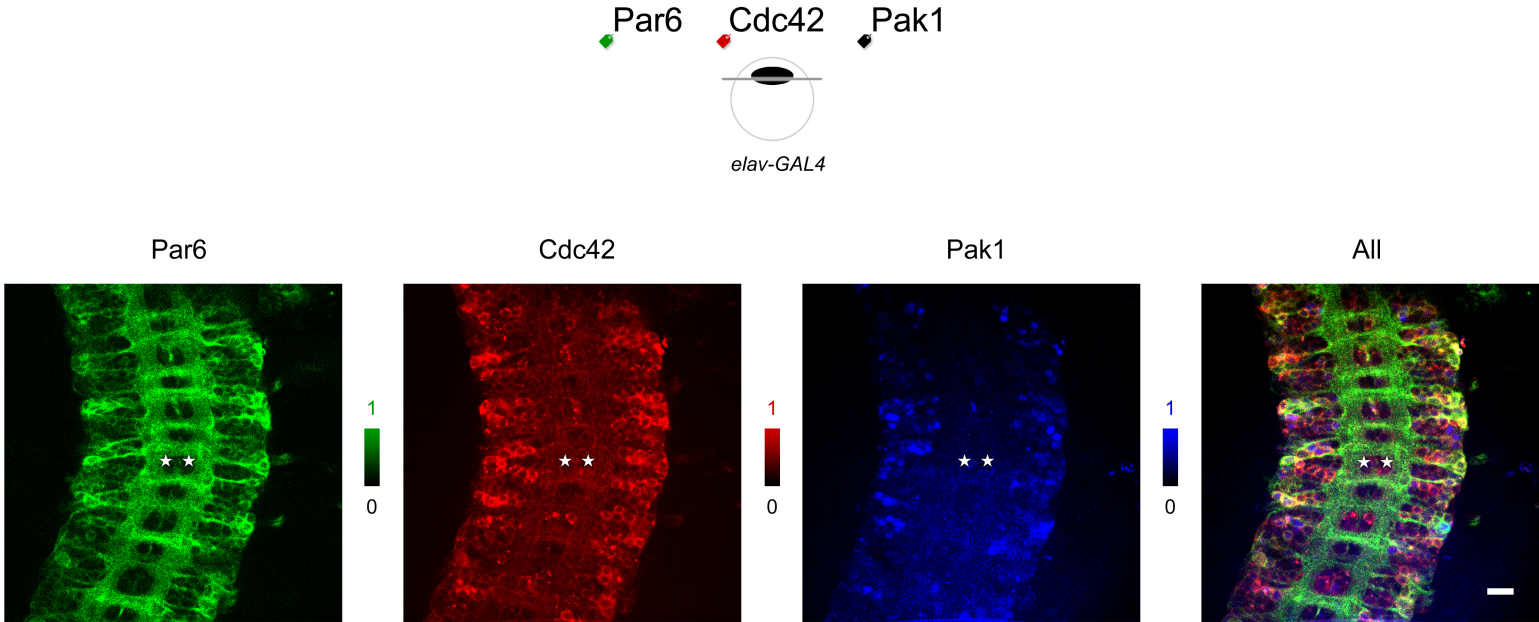 Par6 Cdc42 Pak1
elav-GAL4
Par6 Cdc42 Pak1 All
1 1 1
0 0 0